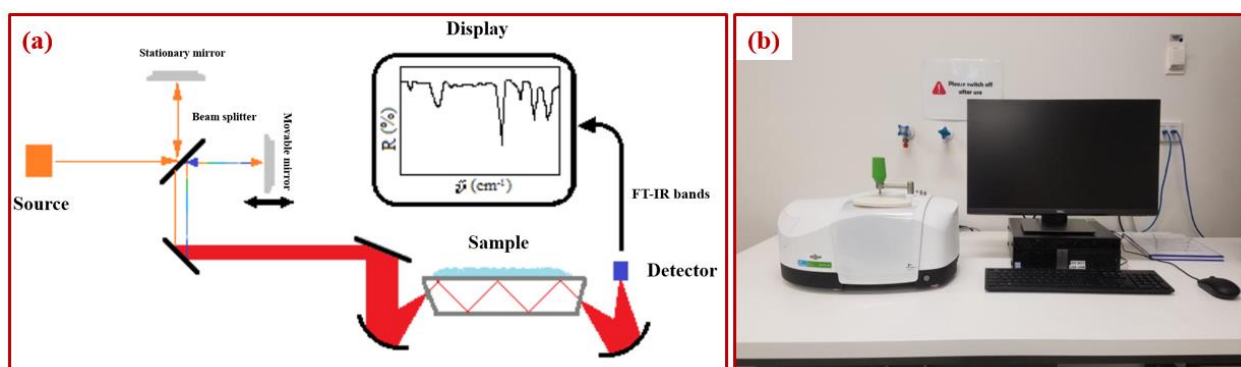 (a)
Display
Stationary mirror
Beam splitter
Movable mirror
Source
R (%)
ῡ (cm-1)
FT-IR bands
Sample
Detector
(b)
Please switch off
after use